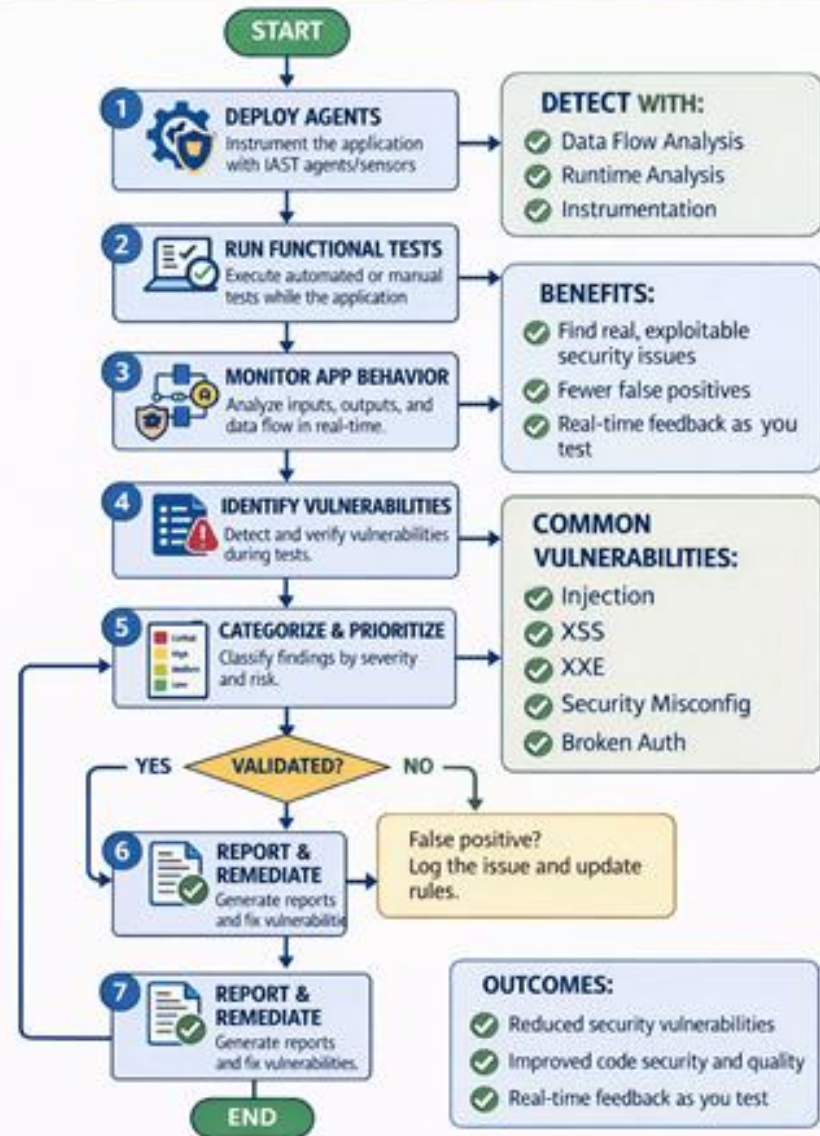 START
1
DEPLOY AGENTS
Instrument the application
with IAST agents/sensors
DETECT WITH:
Data Flow Analysis
Runtime Analysis
Instrumentation
2
RUN FUNCTIONAL TESTS
Execute automated or manual
tests while the application
BENEFITS:
Find real, exploitable
security issues
Fewer false positives
Real-time feedback as you
test
3
MONITOR APP BEHAVIOR
Analyze inputs, outputs, and
data flow in real-time.
4
IDENTIFY VULNERABILITIES
Detect and verify vulnerabilities
during tests.
COMMON
VULNERABILITIES:
Injection
XSS
XXE
Security Misconfig
Broken Auth
5
High
CATEGORIZE & PRIORITIZE
Classify findings by severity
and risk.
YES
VALIDATED?
NO
False positive?
Log the issue and update
rules.
6
REPORT &
REMEDIATE
Generate reports
and fix vulnerabilitie
7
REPORT &
REMEDIATE
Generate reports
and fix vulnerabilities.
OUTCOMES:
Reduced security vulnerabilities
Improved code security and quality
Real-time feedback as you test
END